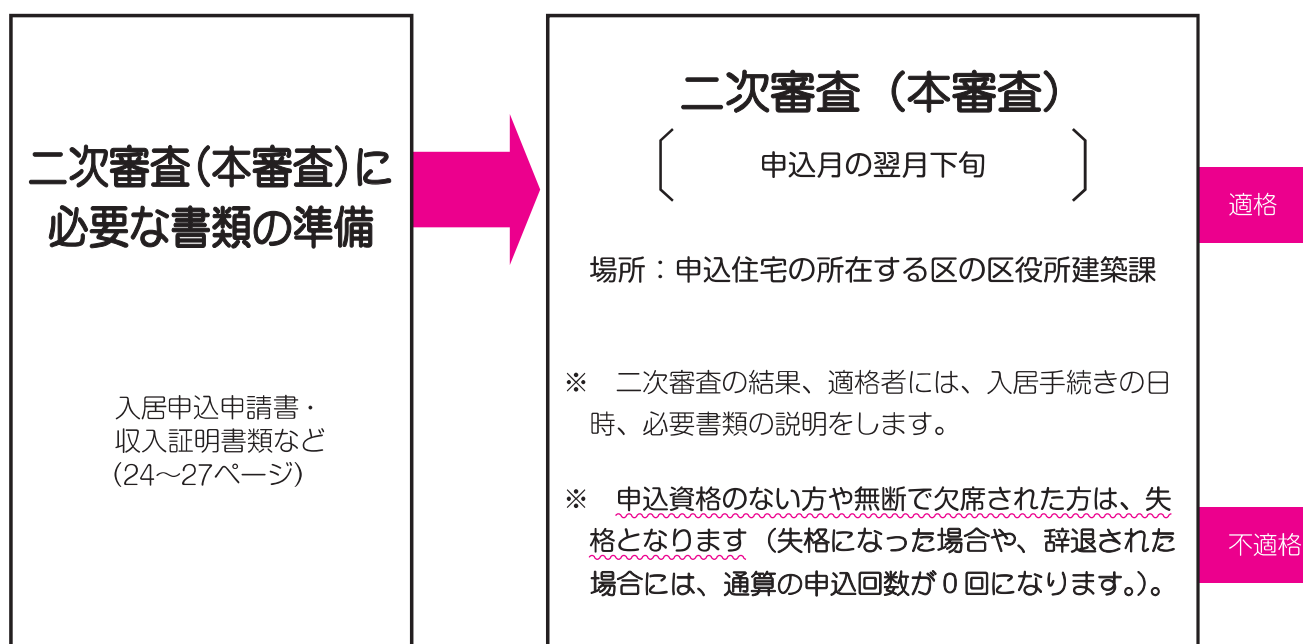 二次審査(本審査)に
必要な書類の準備
入居申込申請書・
収入証明書類など
(24～27ページ)
二次審査（本審査）
申込月の翌月下旬
場所：申込住宅の所在する区の区役所建築課
※　二次審査の結果、適格者には、入居手続きの日
時、必要書類の説明をします。
※　申込資格のない方や無断で欠席された方は、失
格となります（失格になった場合や、辞退された
場合には、通算の申込回数が０回になります。）。
適格
不適格